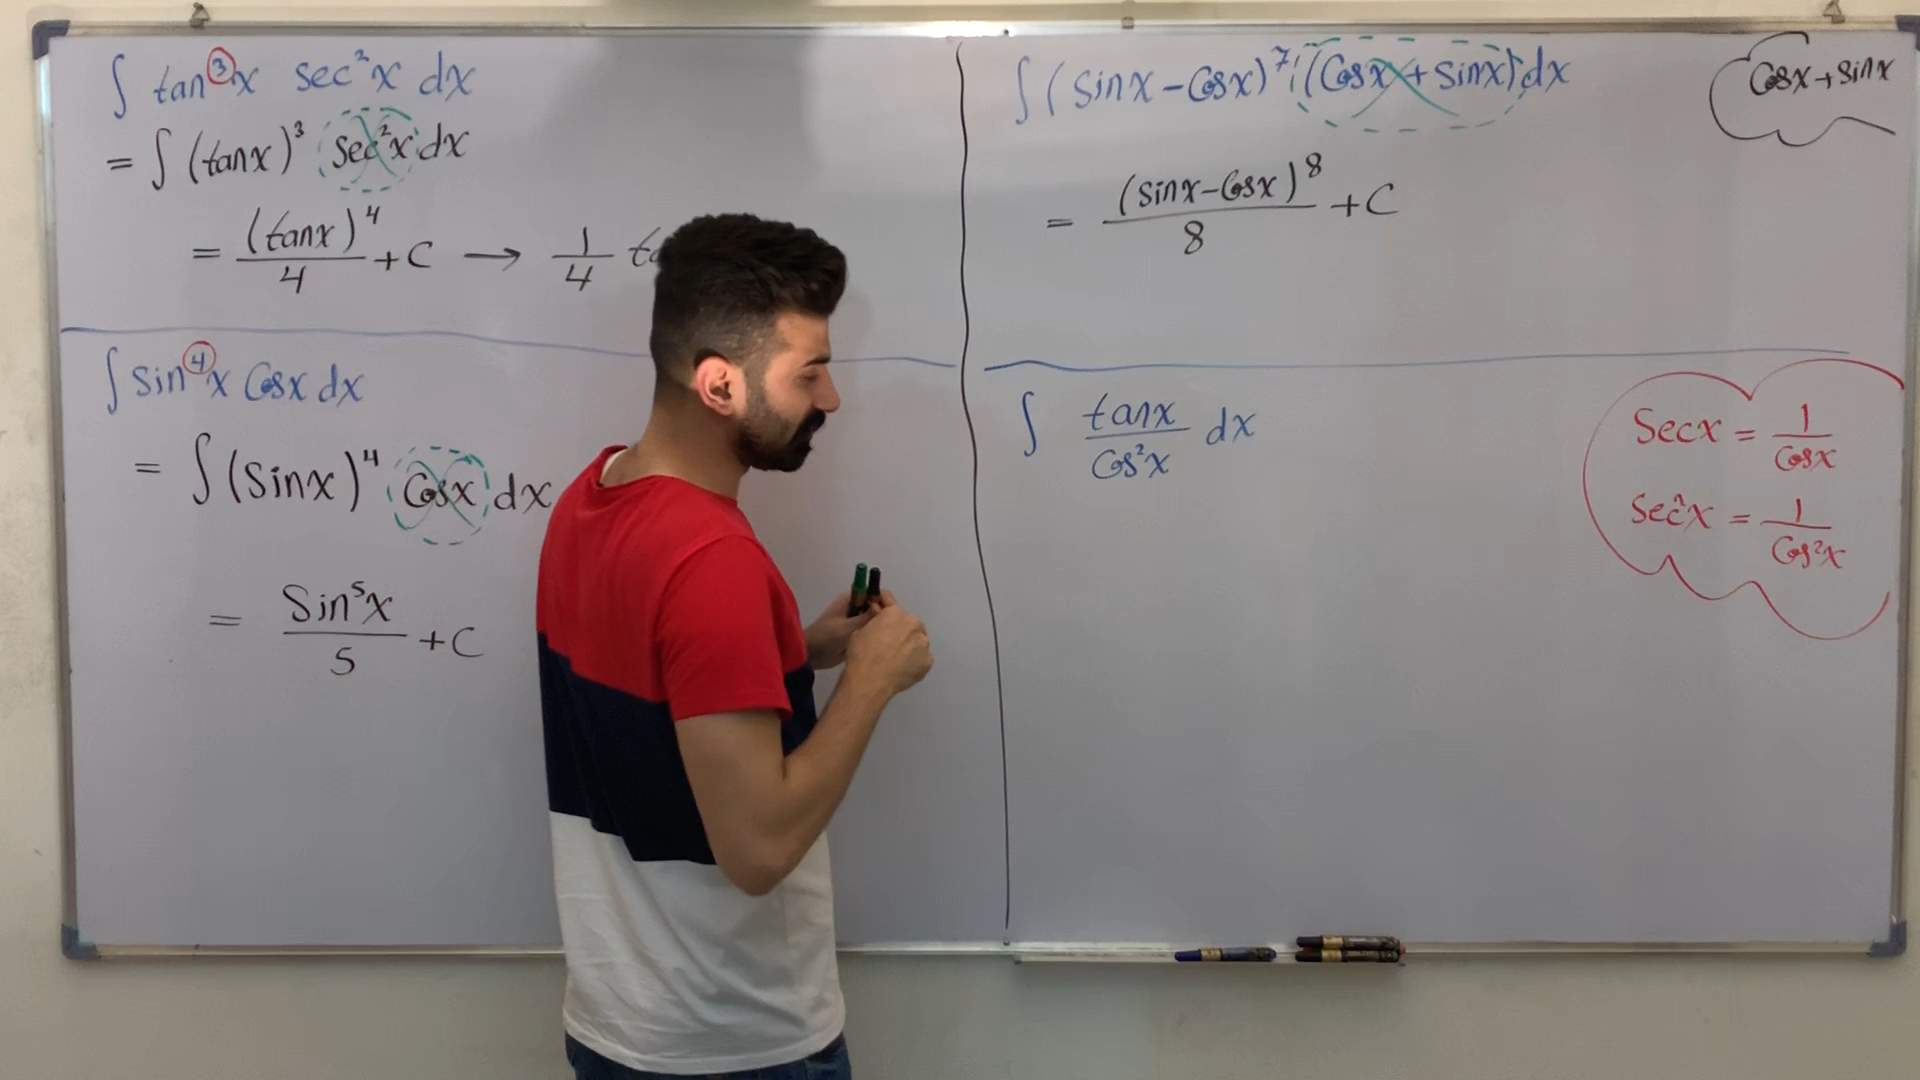 ∫ tan³x sec²x dx
= ∫ (tanx)³ sec²x dx
= (tanx)⁴/4 + C → 1/4
∫ sin⁴x Cosx dx
= ∫ (Sinx)⁴ Cosx dx
= Sin⁵x/5 + C
∫ (Sinx - Cosx)⁷ (Cosx + Sinx) dx
Cosx + Sinx
= (Sinx - Cosx)⁸/8 + C
∫ tanx/Cos²x dx
Secx = 1/Cosx
Sec²x = 1/Cos²x